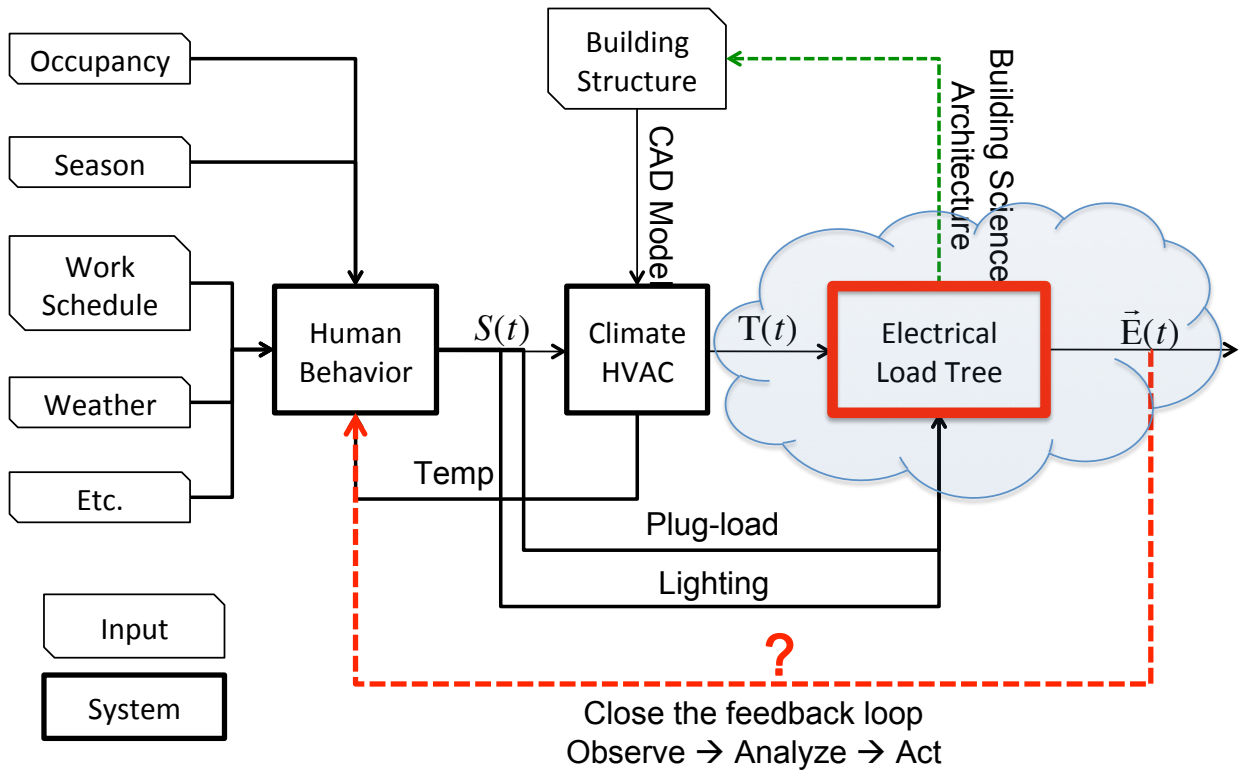 Occupancy
Season
Work
Schedule
Weather
Etc.
Human
Behavior
S(t)
Building
Structure
CAD Model
Climate
HVAC
T(t)
Building Science
Architecture
Electrical
Load Tree
E⃗(t)
Temp
Plug-load
Lighting
?
Close the feedback loop
Observe → Analyze → Act
Input
System